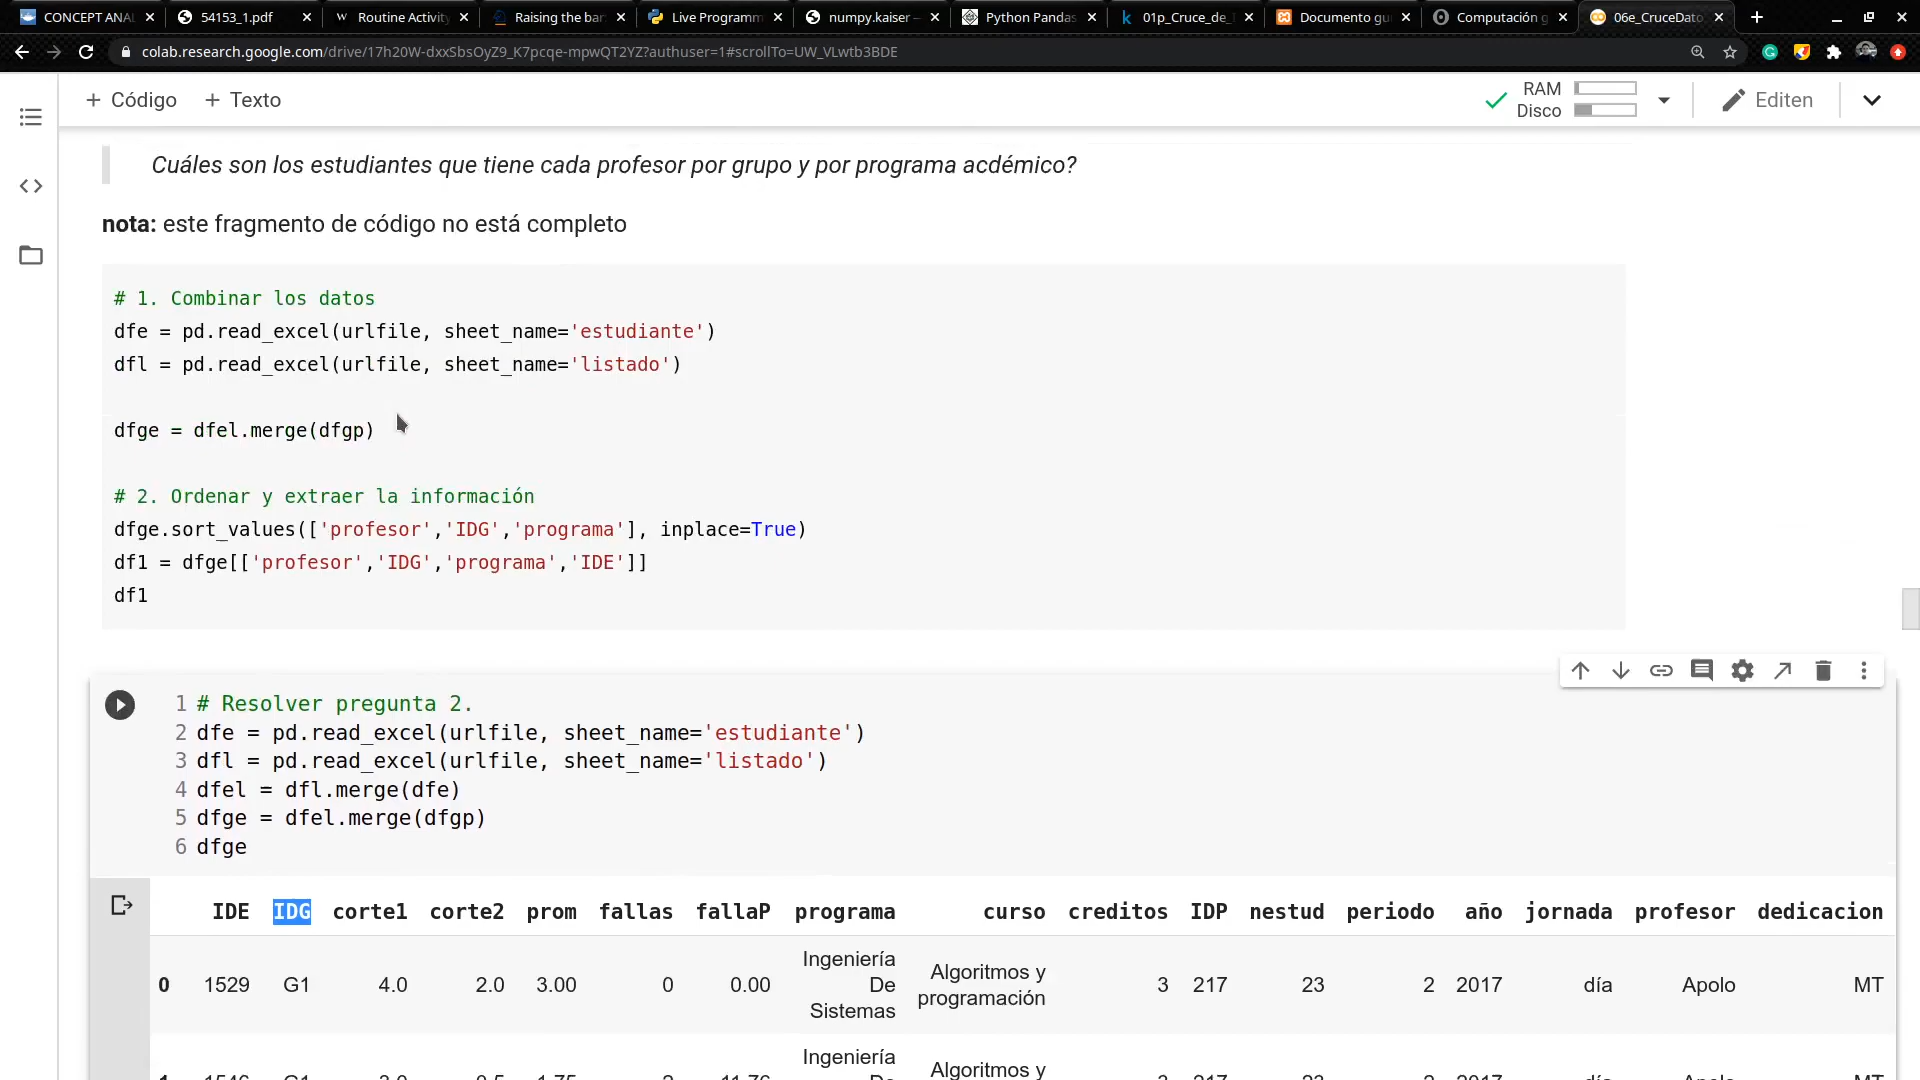 CONCEPT ANAL
54153_1.pdf
Routine Activity
Raising the bar
Live Programm
numpy.kaiser —
Python Pandas
01p_Cruce_de_
Documento gu
Computación g
06e_CruceDato
colab.research.google.com/drive/17h20W-dxxSbsOyZ9_K7pcqe-mpwQT2YZ?authuser=1#scrollTo=UW_VLwtb3BDE
+ Código + Texto
RAM
Disco
Editen
Cuáles son los estudiantes que tiene cada profesor por grupo y por programa acdémico?
nota: este fragmento de código no está completo
# 1. Combinar los datos
dfe = pd.read_excel(urlfile, sheet_name='estudiante')
dfl = pd.read_excel(urlfile, sheet_name='listado')
dfge = dfel.merge(dfgp)
# 2. Ordenar y extraer la información
dfge.sort_values(['profesor','IDG','programa'], inplace=True)
df1 = dfge[['profesor','IDG','programa','IDE']]
df1
1 # Resolver pregunta 2.
2 dfe = pd.read_excel(urlfile, sheet_name='estudiante')
3 dfl = pd.read_excel(urlfile, sheet_name='listado')
4 dfel = dfl.merge(dfe)
5 dfge = dfel.merge(dfgp)
6 dfge
IDE IDG corte1 corte2 prom fallas fallaP programa curso creditos IDP nestud periodo año jornada profesor dedicacion
Ingeniería
De
Sistemas
Algoritmos y
programación
0 1529 G1 4.0 2.0 3.00 0 0.00 3 217 23 2 2017 día Apolo MT
Ingeniería
Algoritmos y